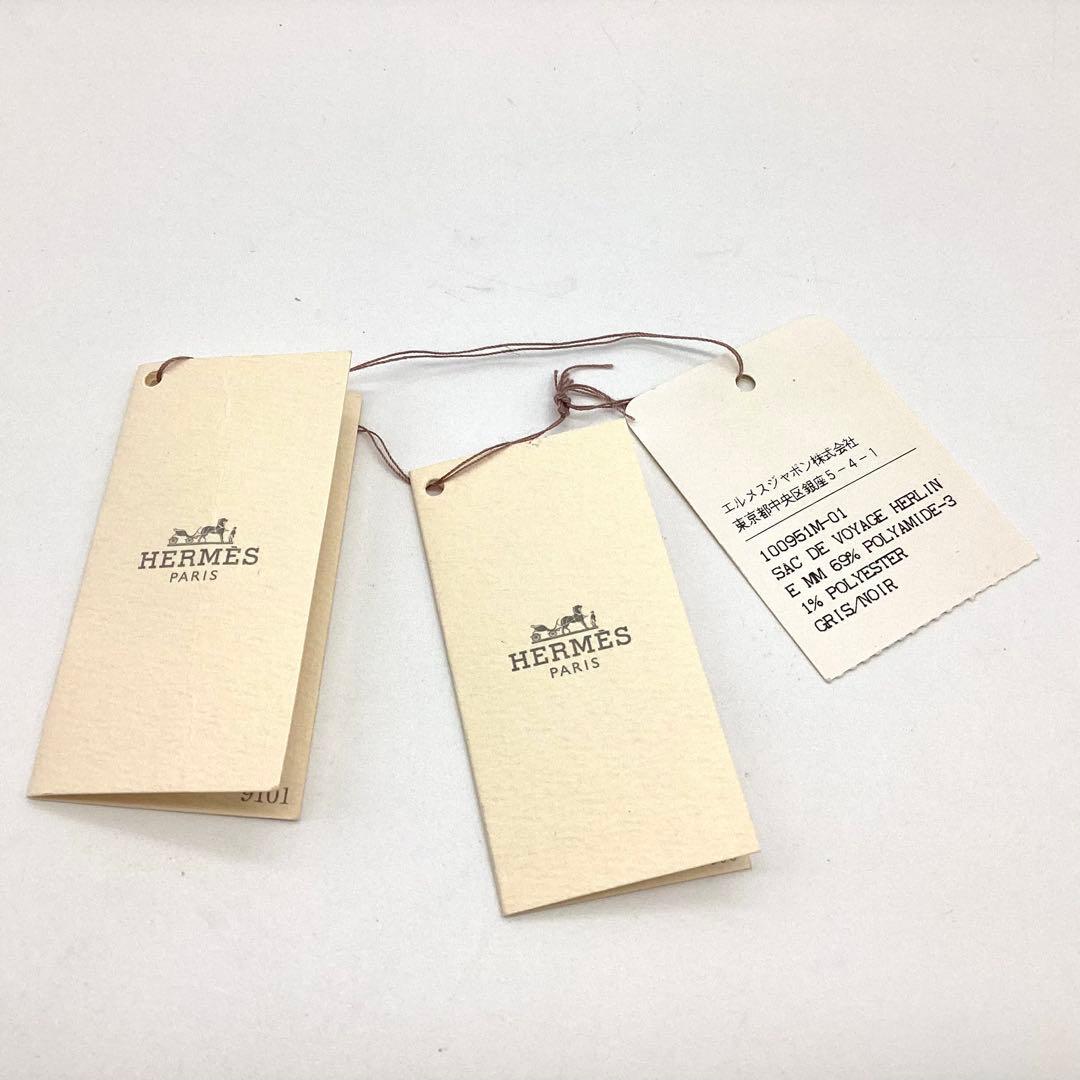 HERMÈS
PARIS
9101
HERMÈS
PARIS
エルメスジャポン株式会社
東京都中央区銀座5-4-1
100951M-01
SAC DE VOYAGE HERLIN
E MM 69% POLYAMIDE-3
1% POLYESTER
GRIS/NOIR